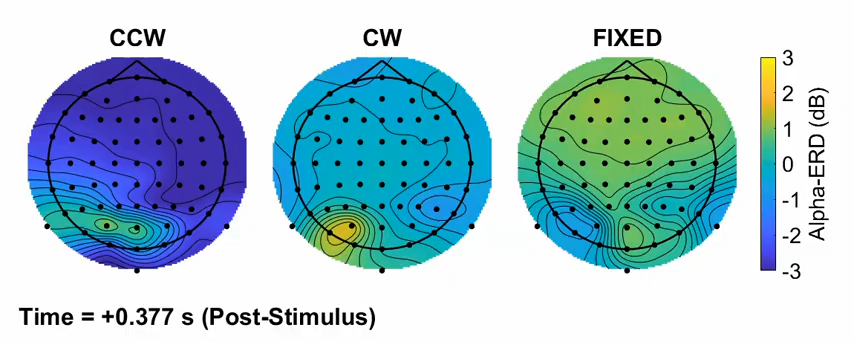 CCW
CW
FIXED
3
2
1
0
-1
-2
-3
Alpha-ERD (dB)
Time = +0.377 s (Post-Stimulus)